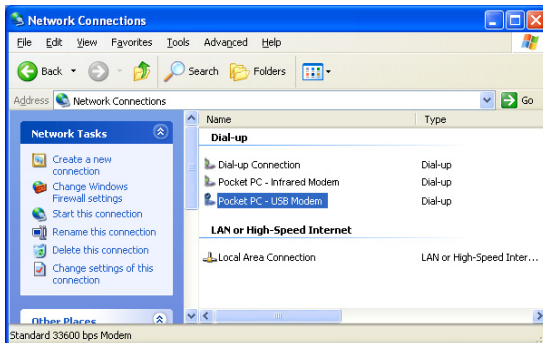 Network Connections
File Edit View Favorites Tools Advanced Help
Back Search Folders
Address Network Connections Go
Name Type
Network Tasks
Create a new
connection
Change Windows
Firewall settings
Start this connection
Rename this connection
Delete this connection
Change settings of this
connection
Other Places
Dial-up
Dial-up Connection Dial-up
Pocket PC - Infrared Modem Dial-up
Pocket PC - USB Modem Dial-up
LAN or High-Speed Internet
Local Area Connection LAN or High-Speed Inter...
Standard 33600 bps Modem